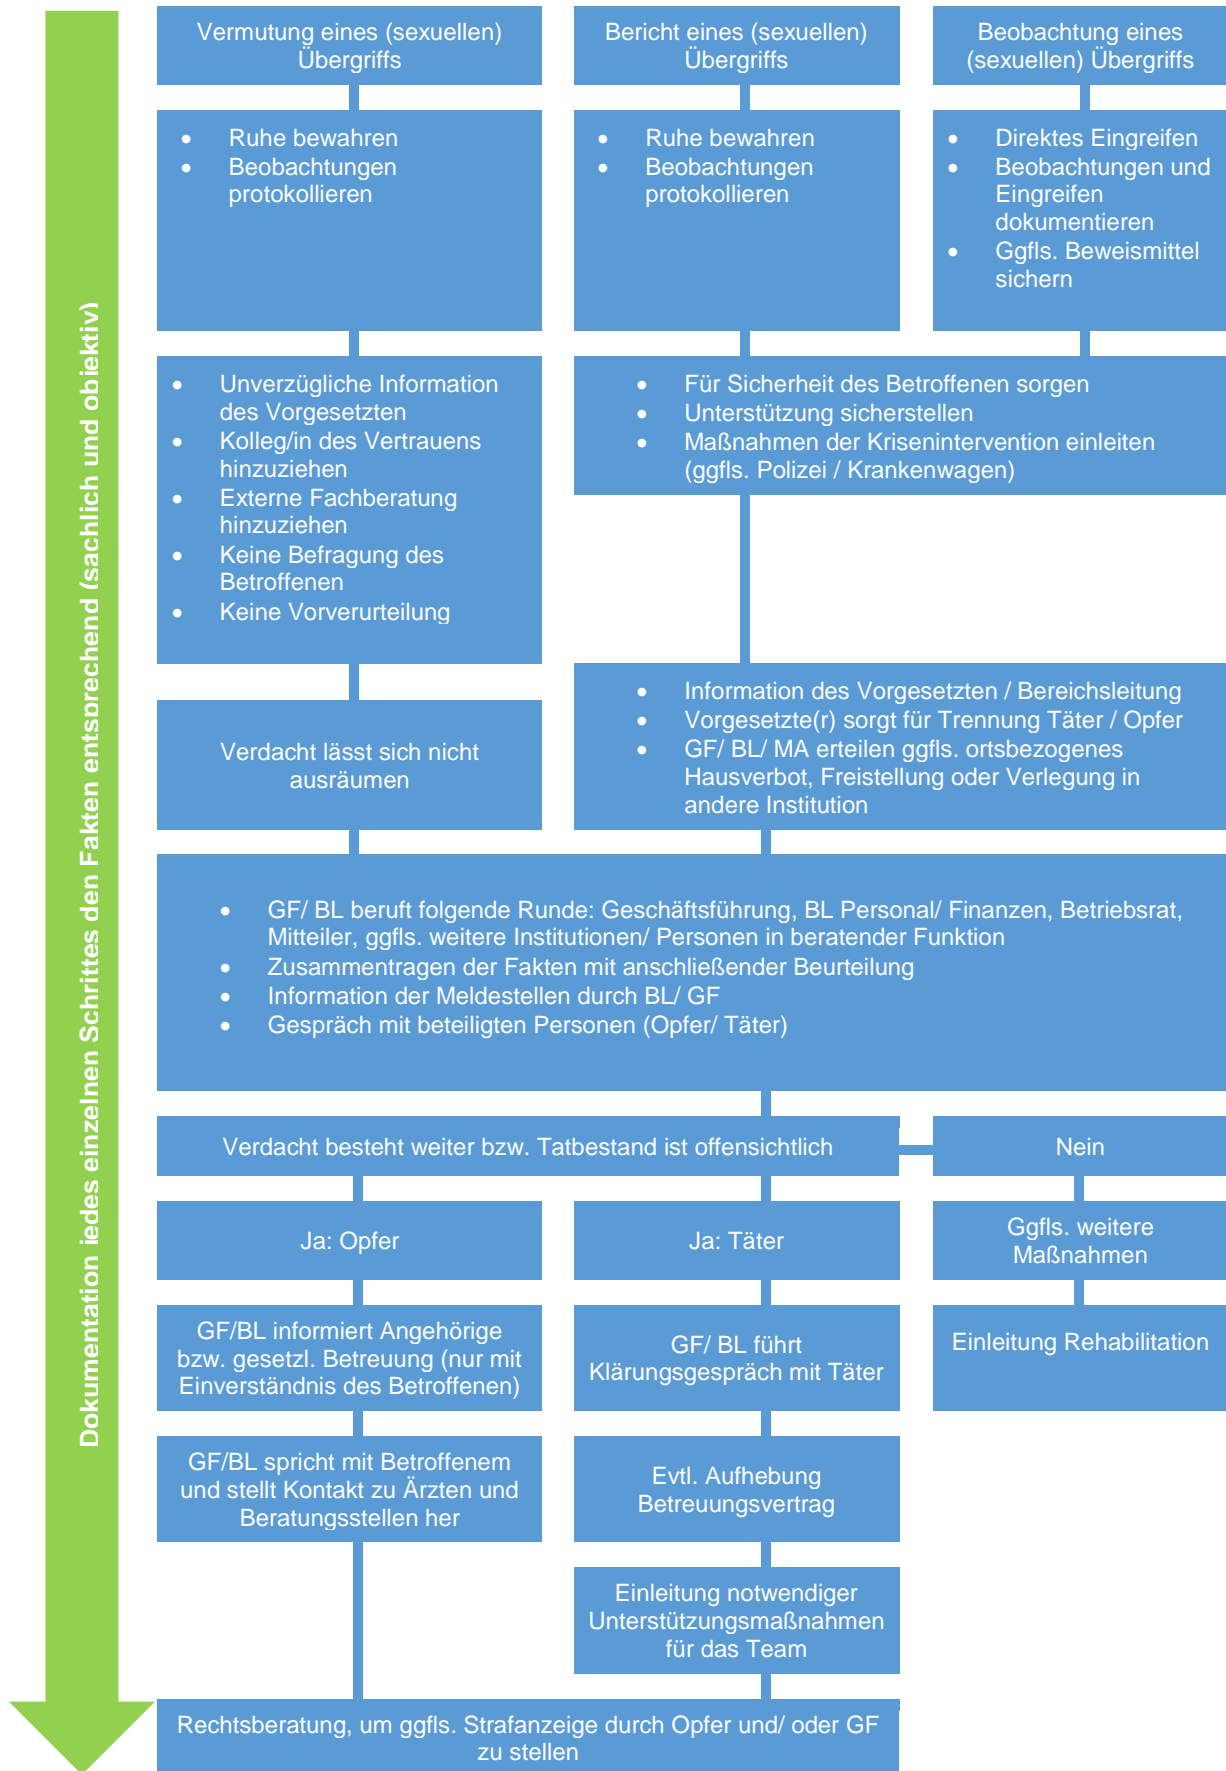 Vermutung eines (sexuellen)
Übergriffs
Bericht eines (sexuellen)
Übergriffs
Beobachtung eines
(sexuellen) Übergriffs
• Ruhe bewahren
• Beobachtungen
protokollieren
• Ruhe bewahren
• Beobachtungen
protokollieren
• Direktes Eingreifen
• Beobachtungen und
Eingreifen
dokumentieren
• Ggfls. Beweismittel
sichern
• Unverzügliche Information
des Vorgesetzten
• Kolleg/in des Vertrauens
hinzuziehen
• Externe Fachberatung
hinzuziehen
• Keine Befragung des
Betroffenen
• Keine Vorverurteilung
• Für Sicherheit des Betroffenen sorgen
• Unterstützung sicherstellen
• Maßnahmen der Krisenintervention einleiten
(ggfls. Polizei / Krankenwagen)
Verdacht lässt sich nicht
ausräumen
• Information des Vorgesetzten / Bereichsleitung
• Vorgesetzte(r) sorgt für Trennung Täter / Opfer
• GF/ BL/ MA erteilen ggfls. ortsbezogenes
Hausverbot, Freistellung oder Verlegung in
andere Institution
• GF/ BL beruft folgende Runde: Geschäftsführung, BL Personal/ Finanzen, Betriebsrat,
Mitteiler, ggfls. weitere Institutionen/ Personen in beratender Funktion
• Zusammentragen der Fakten mit anschließender Beurteilung
• Information der Meldestellen durch BL/ GF
• Gespräch mit beteiligten Personen (Opfer/ Täter)
Verdacht besteht weiter bzw. Tatbestand ist offensichtlich
Nein
Ja: Opfer
Ja: Täter
Ggfls. weitere
Maßnahmen
GF/BL informiert Angehörige
bzw. gesetzl. Betreuung (nur mit
Einverständnis des Betroffenen)
GF/ BL führt
Klärungsgespräch mit Täter
Einleitung Rehabilitation
GF/BL spricht mit Betroffenem
und stellt Kontakt zu Ärzten und
Beratungsstellen her
Evtl. Aufhebung
Betreuungsvertrag
Einleitung notwendiger
Unterstützungsmaßnahmen
für das Team
Rechtsberatung, um ggfls. Strafanzeige durch Opfer und/ oder GF
zu stellen
Dokumentation jedes einzelnen Schrittes den Fakten entsprechend (sachlich und objektiv)